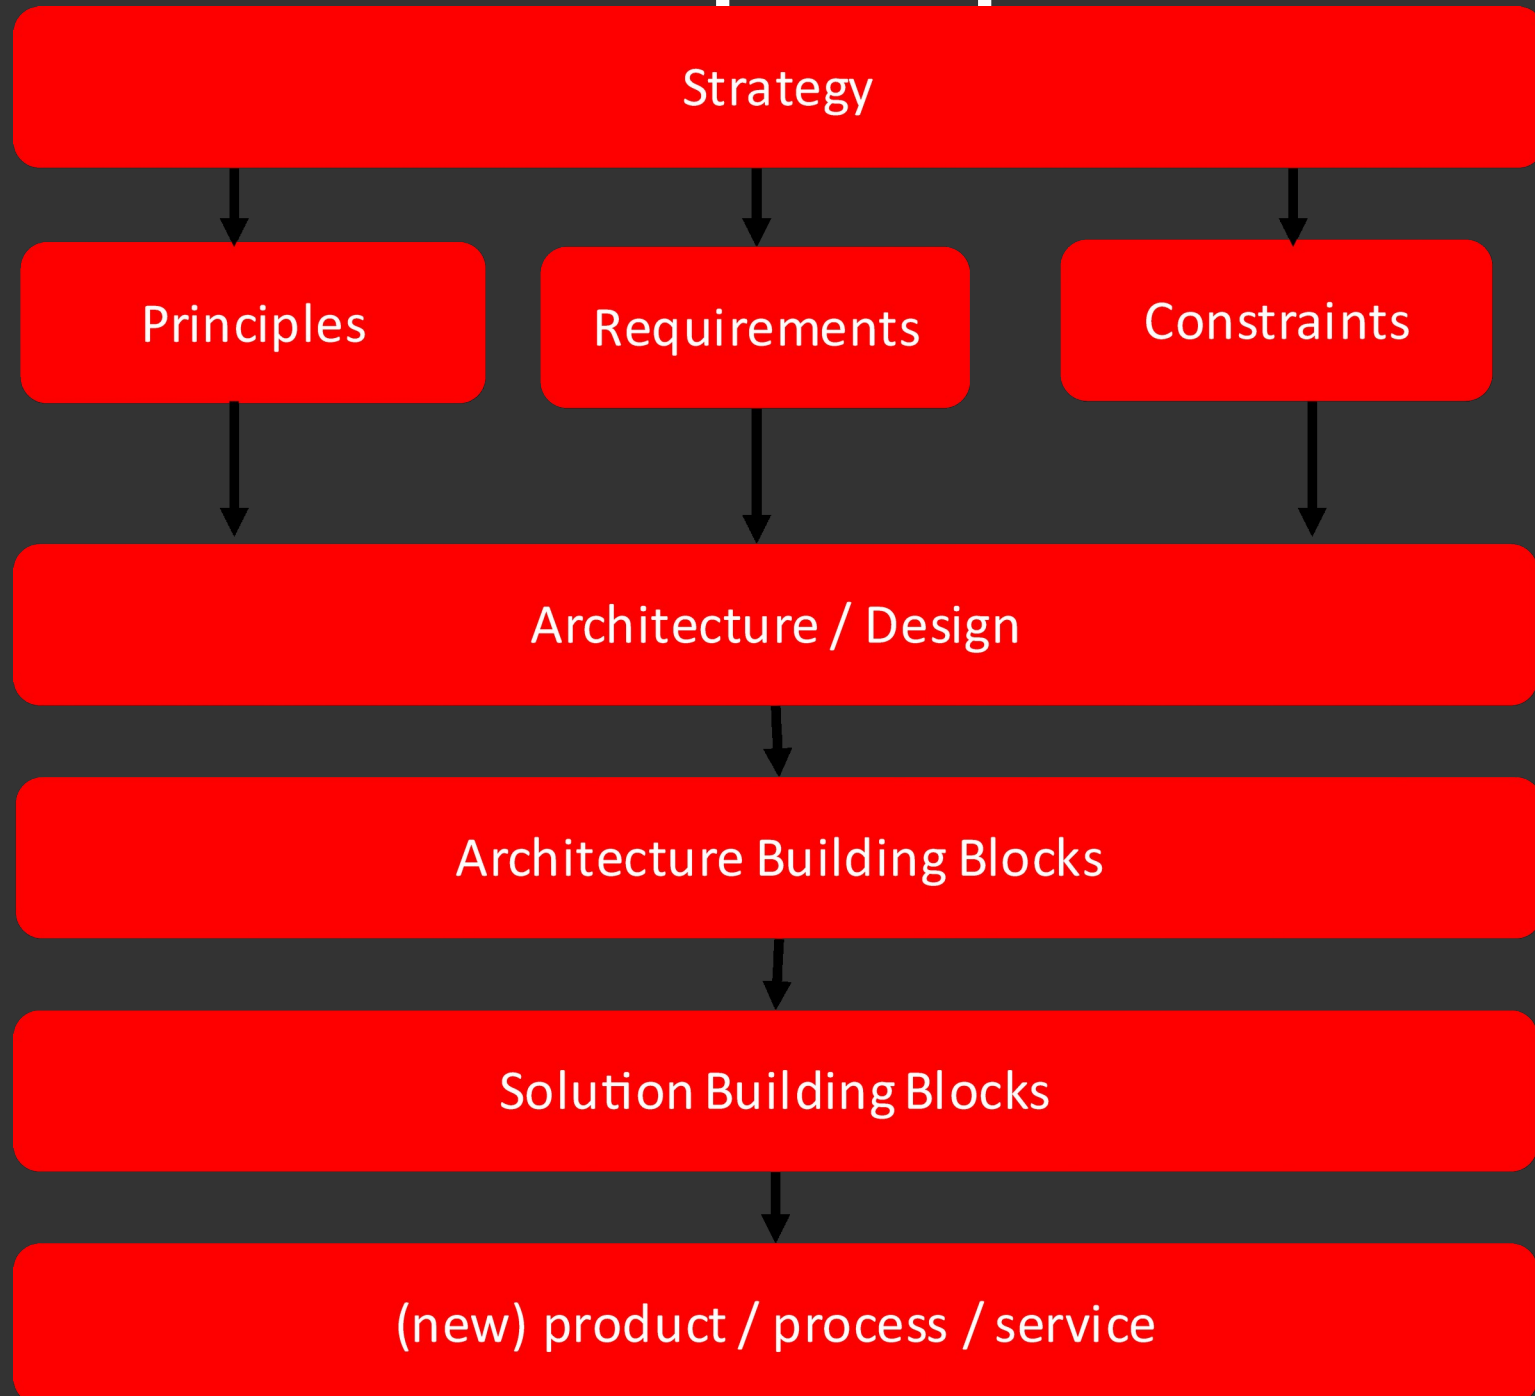 Strategy
Principles
Requirements
Constraints
Architecture / Design
Architecture Building Blocks
Solution Building Blocks
(new) product / process / service